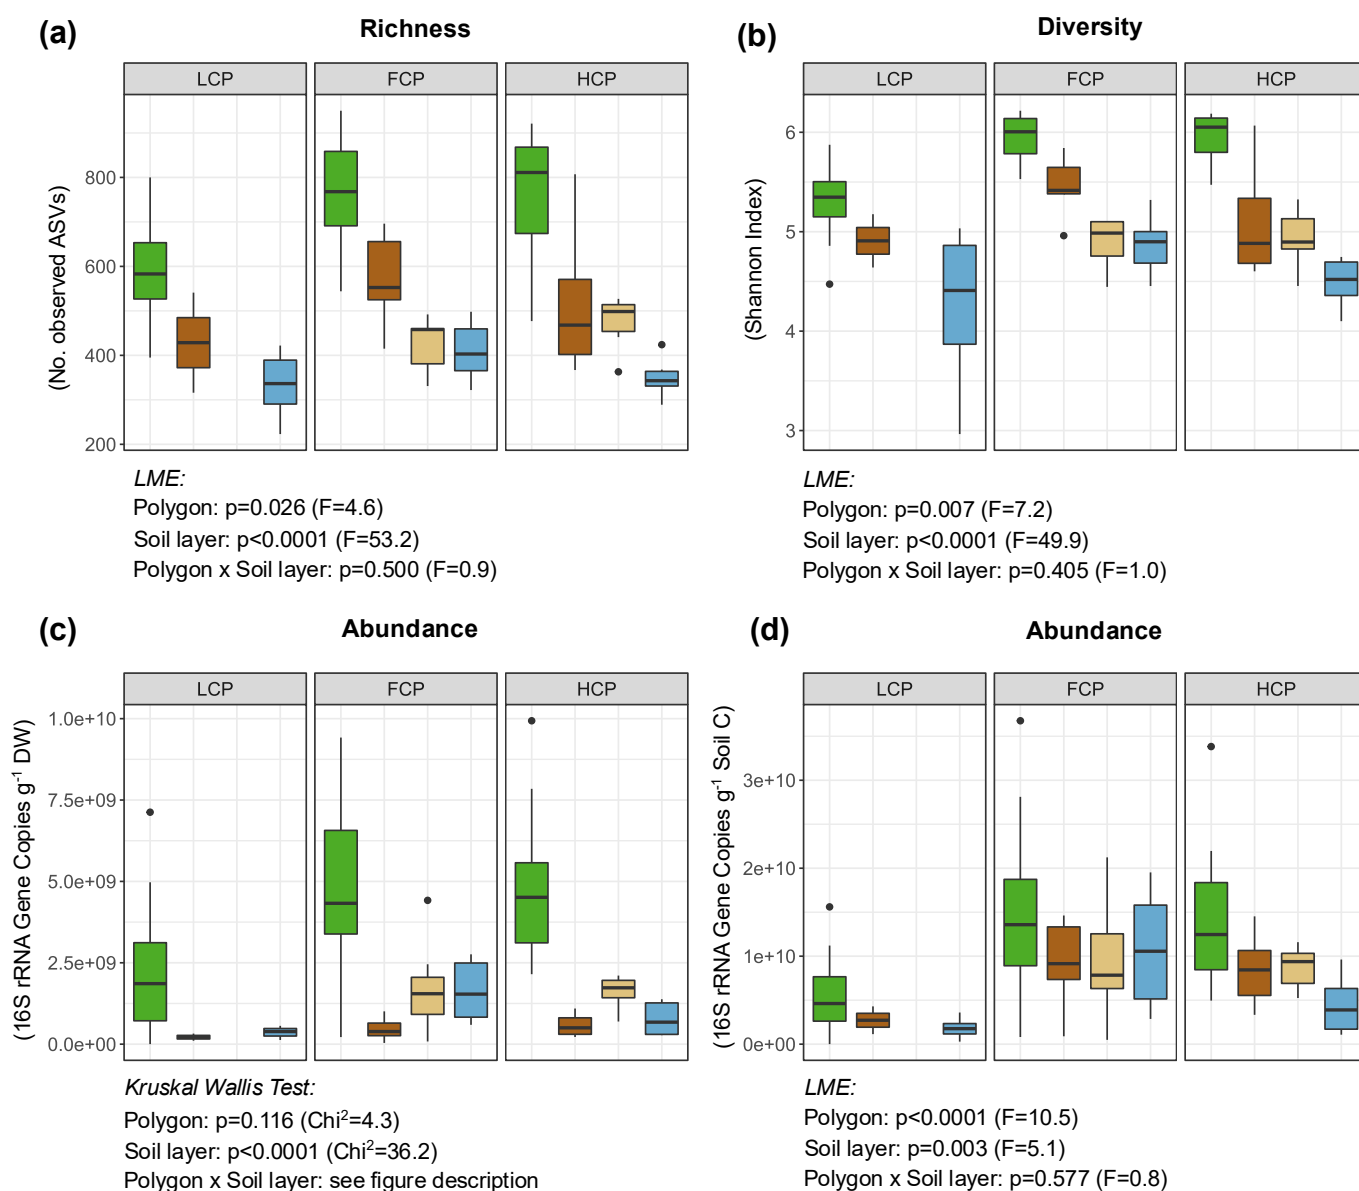 (a)
Richness
LCP
FCP
HCP
(No. observed ASVs)
800
600
400
200
LME:
Polygon: p=0.026 (F=4.6)
Soil layer: p<0.0001 (F=53.2)
Polygon x Soil layer: p=0.500 (F=0.9)
(b)
Diversity
LCP
FCP
HCP
(Shannon Index)
6
5
4
3
LME:
Polygon: p=0.007 (F=7.2)
Soil layer: p<0.0001 (F=49.9)
Polygon x Soil layer: p=0.405 (F=1.0)
(c)
Abundance
LCP
FCP
HCP
(16S rRNA Gene Copies g⁻¹ DW)
1.0e+10
7.5e+09
5.0e+09
2.5e+09
0.0e+00
Kruskal Wallis Test:
Polygon: p=0.116 (Chi²=4.3)
Soil layer: p<0.0001 (Chi²=36.2)
Polygon x Soil layer: see figure description
(d)
Abundance
LCP
FCP
HCP
(16S rRNA Gene Copies g⁻¹ Soil C)
3e+10
2e+10
1e+10
0e+00
LME:
Polygon: p<0.0001 (F=10.5)
Soil layer: p=0.003 (F=5.1)
Polygon x Soil layer: p=0.577 (F=0.8)